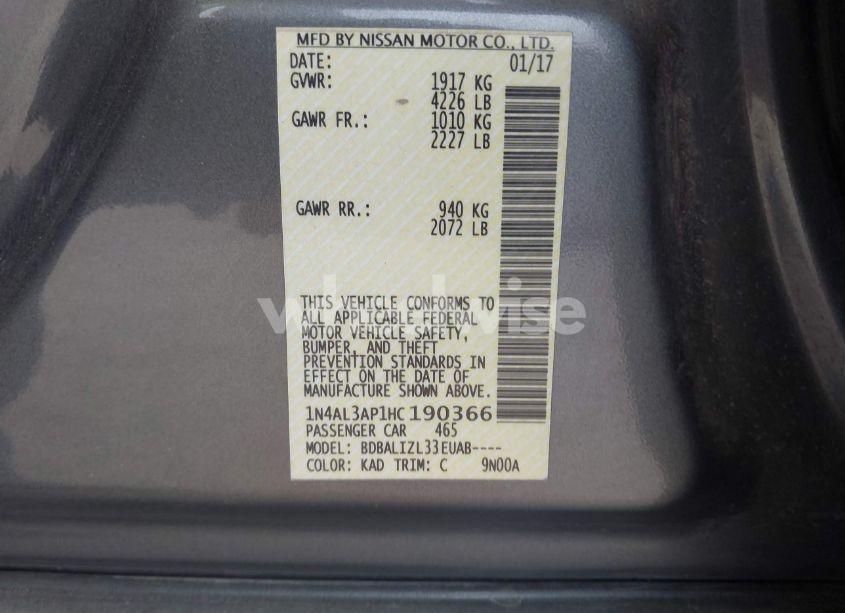 MFD BY NISSAN MOTOR CO., LTD.
DATE: 01/17
GVWR: 1917 KG
4226 LB
GAWR FR.: 1010 KG
2227 LB
GAWR RR.: 940 KG
2072 LB
THIS VEHICLE CONFORMS TO
ALL APPLICABLE FEDERAL
MOTOR VEHICLE SAFETY,
BUMPER, AND THEFT
PREVENTION STANDARDS IN
EFFECT ON THE DATE OF
MANUFACTURE SHOWN ABOVE.
1N4AL3AP1HC190366
PASSENGER CAR 465
MODEL: BDBALIZL33EUAB----
COLOR: KAD TRIM: C 9N00A